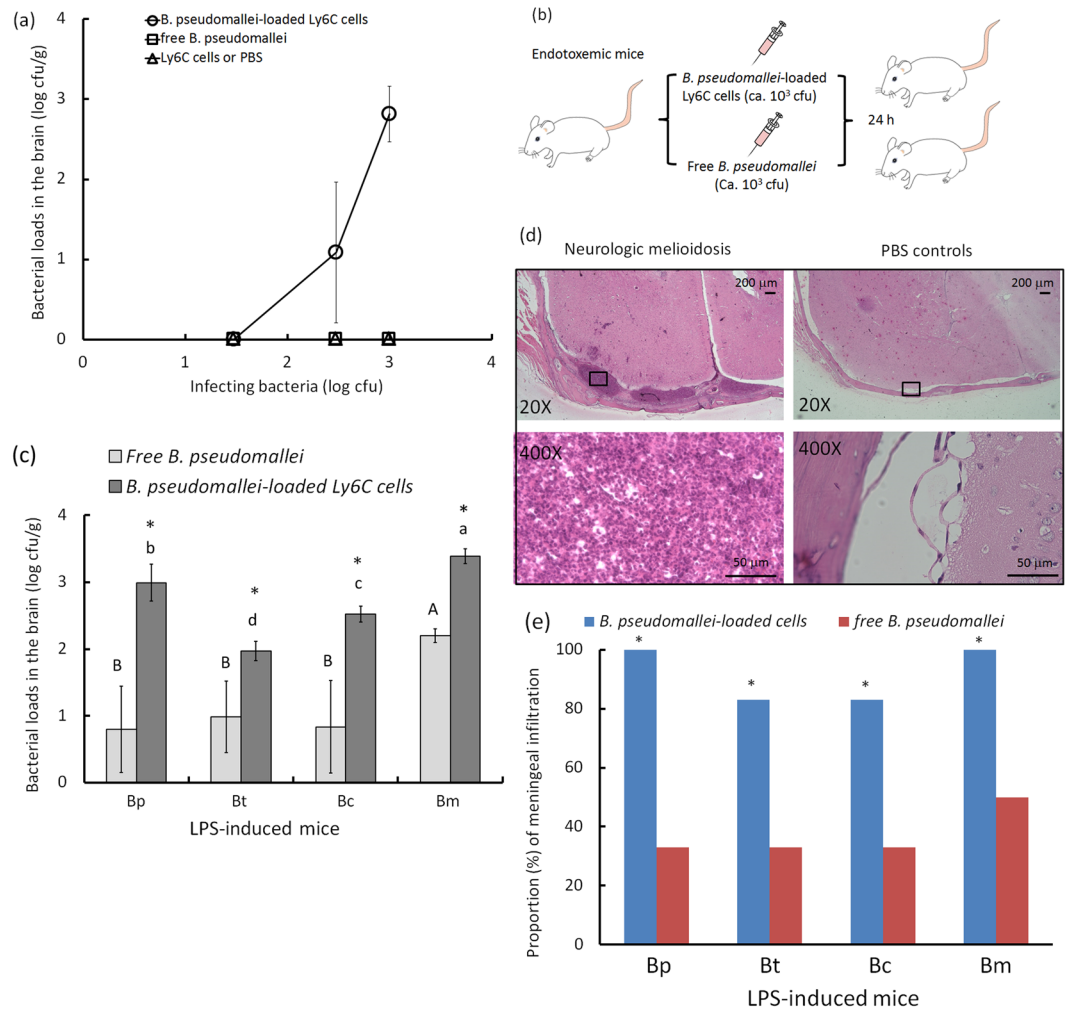 (a)
B. pseudomallei-loaded Ly6C cells
free B. pseudomallei
Ly6C cells or PBS
Bacterial loads in the brain (log cfu/g)
4
3
2
1
0
0
1
2
3
4
Infecting bacteria (log cfu)
(b)
Endotoxemic mice
B. pseudomallei-loaded
Ly6C cells (ca. 10³ cfu)
Free B. pseudomallei
(Ca. 10³ cfu)
24 h
(c)
Free B. pseudomallei
B. pseudomallei-loaded Ly6C cells
Bacterial loads in the brain (log cfu/g)
4
3
2
1
0
B
*
b
B
*
d
B
*
c
A
*
a
Bp
Bt
Bc
Bm
LPS-induced mice
(d)
Neurologic melioidosis
PBS controls
200 μm
20X
200 μm
20X
400X
50 μm
400X
50 μm
(e)
B. pseudomallei-loaded cells
free B. pseudomallei
Proportion (%) of meningeal infiltration
100
80
60
40
20
0
*
*
*
*
Bp
Bt
Bc
Bm
LPS-induced mice